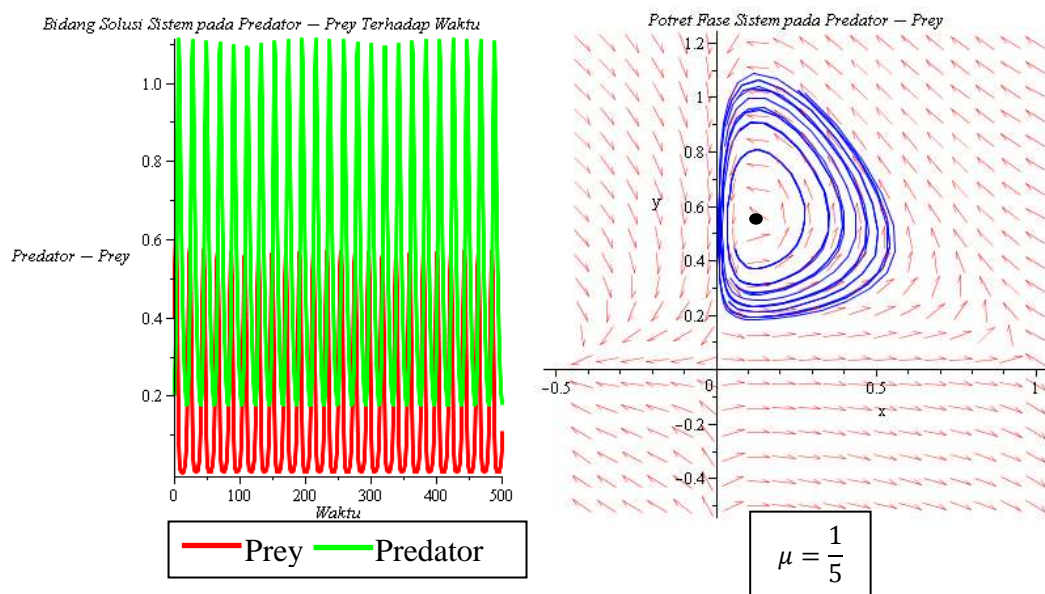 Bidang Solusi Sistem pada Predator – Prey Terhadap Waktu
1.0
0.8
0.6
Predator – Prey
0.4
0.2
0 100 200 300 400 500
Waktu
Prey Predator
Potret Fase Sistem pada Predator – Prey
1.2
1
0.8
y
0.6
0.4
0.2
−0.5 0 0.5 1
x
−0.2
−0.4
μ = 1/5